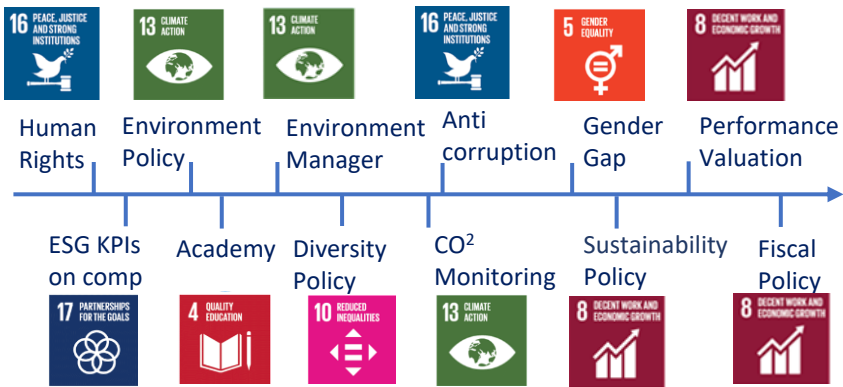 16 PEACE, JUSTICE
AND STRONG
INSTITUTIONS
13 CLIMATE
ACTION
13 CLIMATE
ACTION
16 PEACE, JUSTICE
AND STRONG
INSTITUTIONS
5 GENDER
EQUALITY
8 DECENT WORK AND
ECONOMIC GROWTH
Human
Rights
Environment
Policy
Environment
Manager
Anti
corruption
Gender
Gap
Performance
Valuation
ESG KPIs
on comp
Academy
Diversity
Policy
CO²
Monitoring
Sustainability
Policy
Fiscal
Policy
17 PARTNERSHIPS
FOR THE GOALS
4 QUALITY
EDUCATION
10 REDUCED
INEQUALITIES
13 CLIMATE
ACTION
8 DECENT WORK AND
ECONOMIC GROWTH
8 DECENT WORK AND
ECONOMIC GROWTH